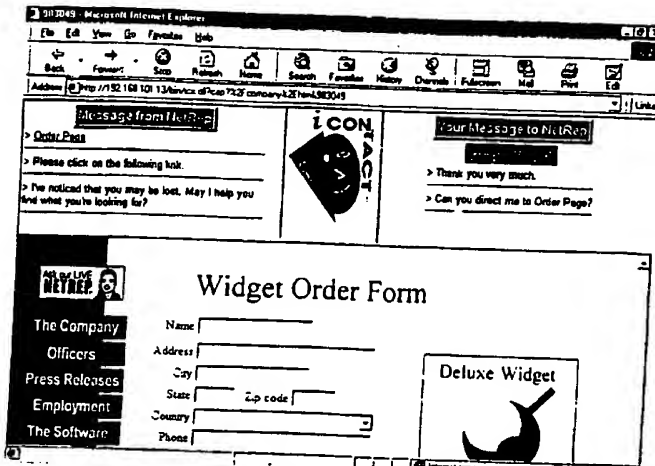 983049 - Microsoft Internet Explorer
File Edit View Go Favorites Help
Back Forward Stop Refresh Home Search Favorites History Channels Fullscreen Mail Print Edit
Address Links
Message from NetRep
> Order Page
> Please click on the following link.
> I've noticed that you may be lost. May I help you
find what you're looking for?
iCONTACT
Your Message to NetRep
> Thank you very much.
> Can you direct me to Order Page?
Ask our LIVE
NETREP
Widget Order Form
The Company
Officers
Press Releases
Employment
The Software
Name
Address
City
State Zip code
Country
Phone
Deluxe Widget